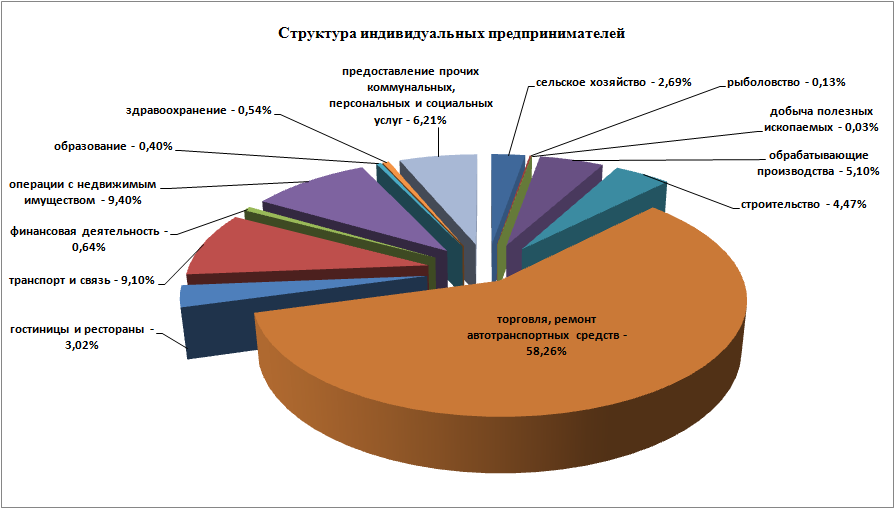 Структура индивидуальных предпринимателей
предоставление прочих
коммунальных,
персональных и социальных
услуг - 6,21%
сельское хозяйство - 2,69%
рыболовство - 0,13%
добыча полезных
ископаемых - 0,03%
обрабатывающие
производства - 5,10%
строительство - 4,47%
торговля, ремонт
автотранспортных средств -
58,26%
гостиницы и рестораны -
3,02%
транспорт и связь - 9,10%
финансовая деятельность -
0,64%
операции с недвижимым
имуществом - 9,40%
образование - 0,40%
здравоохранение - 0,54%